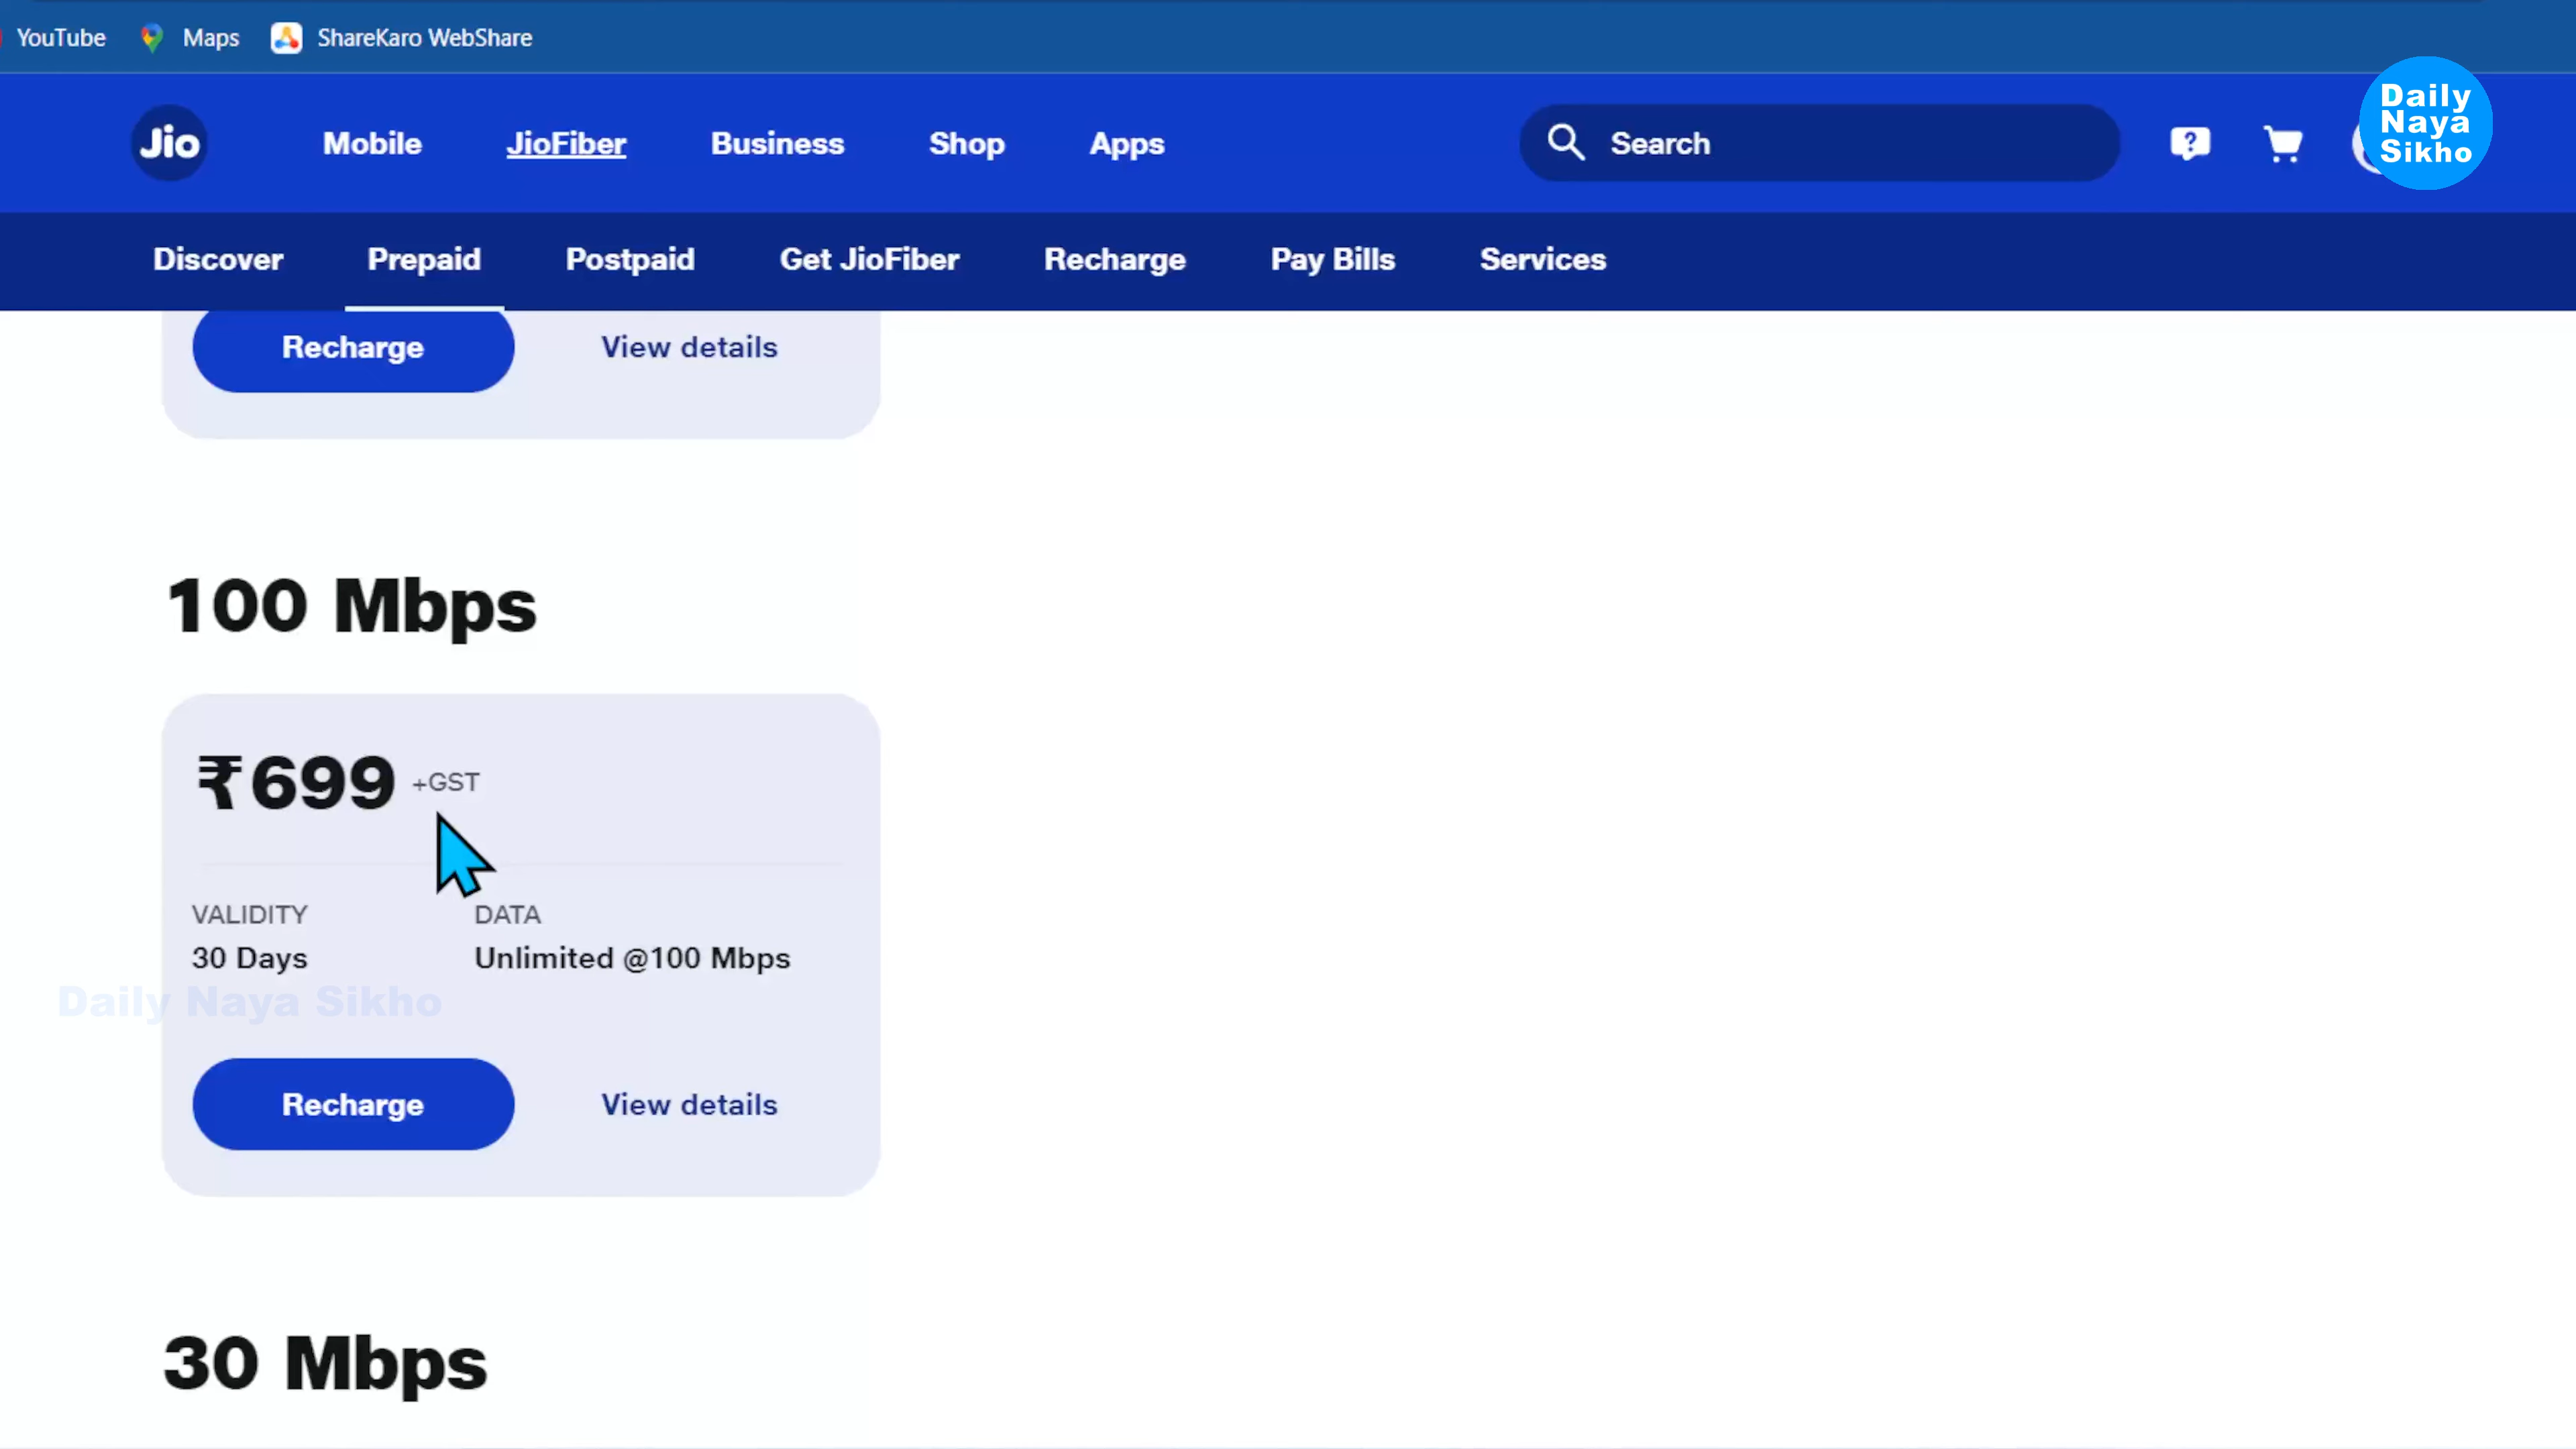 YouTube Maps ShareKaro WebShare
Jio Mobile JioFiber Business Shop Apps Search
Daily
Naya
Sikho
Discover Prepaid Postpaid Get JioFiber Recharge Pay Bills Services
Recharge View details
100 Mbps
₹699 +GST
VALIDITY DATA
30 Days Unlimited @100 Mbps
Daily Naya Sikho
Recharge View details
30 Mbps